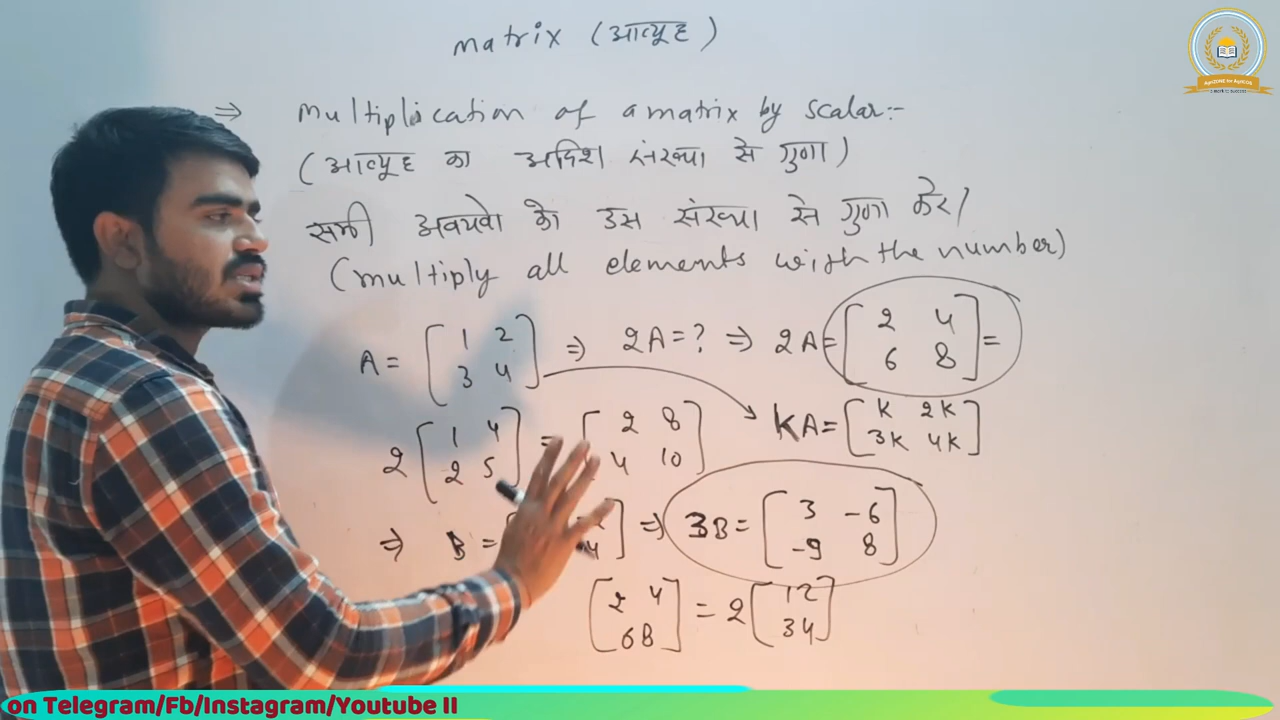 matrix (आव्यूह)
⇒ Multiplication of a matrix by scalar:-
(आव्यूह का अदिश संख्या से गुणा)
सभी अवयवो को उस संख्या से गुणा करे/
(multiply all elements with the number)
A = [1 2 ⇒ 2A = ? ⇒ 2A = [2 4 =
3 4] 6 8]
2 [1 4 = [2 8 KA = [K 2K
2 5] 4 10] 3K 4K]
⇒ B = ⇒ 3B = [3 -6
-9 8]
[2 4 = 2 [1 2
6 8] 3 4]
on Telegram/Fb/Instagram/Youtube II